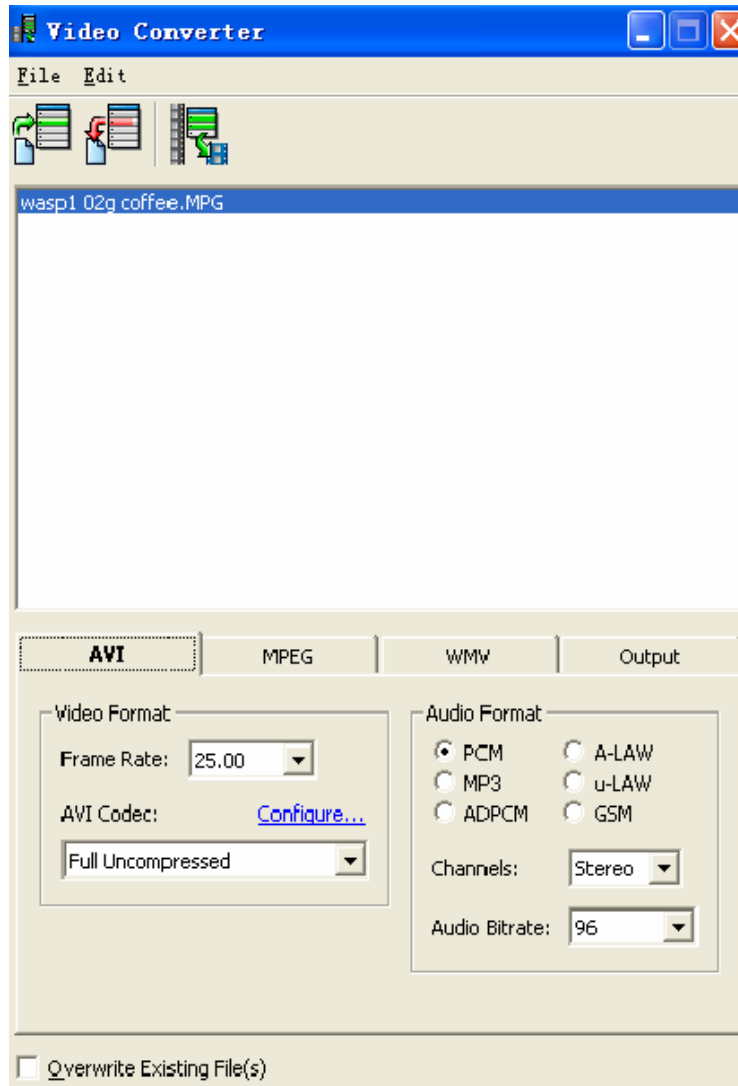 Video Converter
File Edit
wasp1 02g coffee.MPG
AVI MPEG WMV Output
Video Format
Frame Rate: 25.00
AVI Codec: Configure...
Full Uncompressed
Audio Format
PCM A-LAW
MP3 u-LAW
ADPCM GSM
Channels: Stereo
Audio Bitrate: 96
Overwrite Existing File(s)